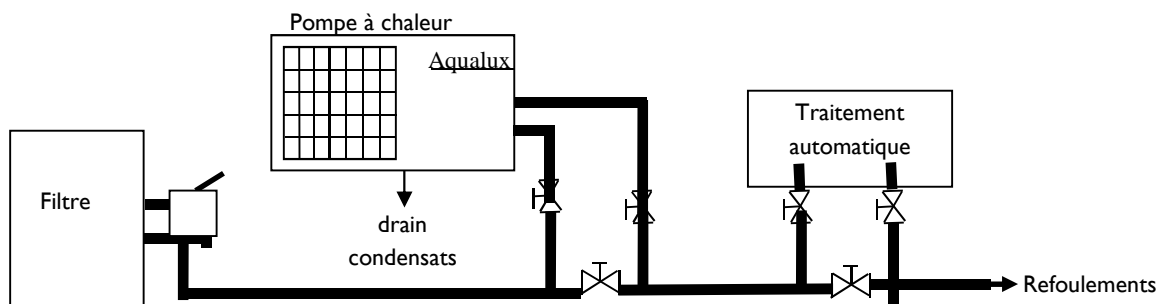 Pompe à chaleur
Aqualux
Traitement
automatique
Filtre
drain
condensats
Refoulements